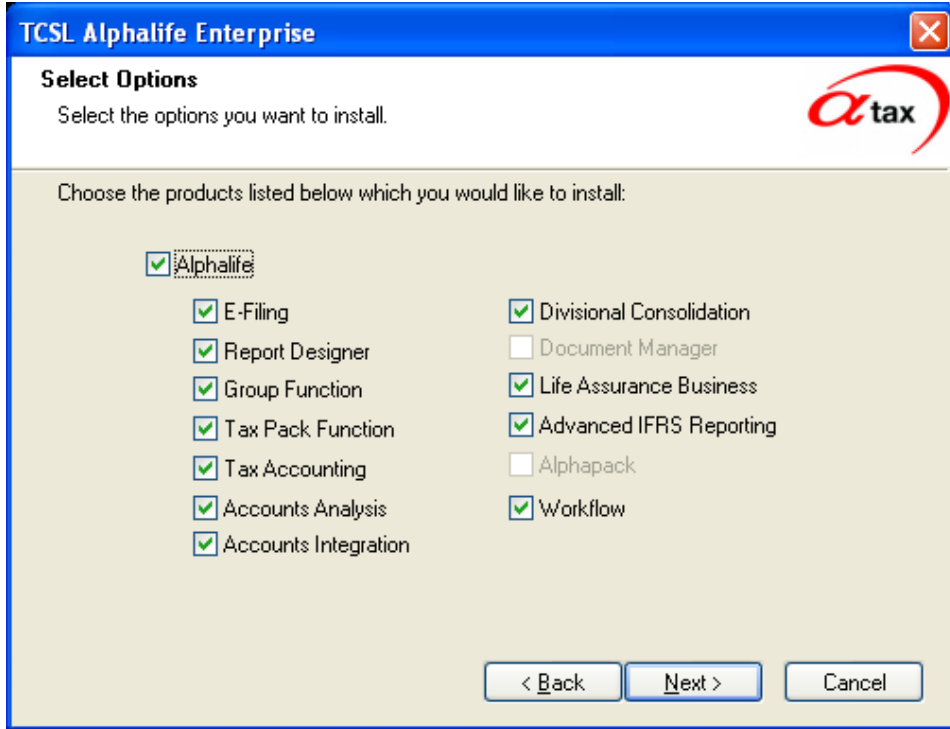 TCSL Alphalife Enterprise
Select Options
Select the options you want to install.
αtax
Choose the products listed below which you would like to install:
Alphalife
E-Filing
Report Designer
Group Function
Tax Pack Function
Tax Accounting
Accounts Analysis
Accounts Integration
Divisional Consolidation
Document Manager
Life Assurance Business
Advanced IFRS Reporting
Alphapack
Workflow
< Back
Next >
Cancel